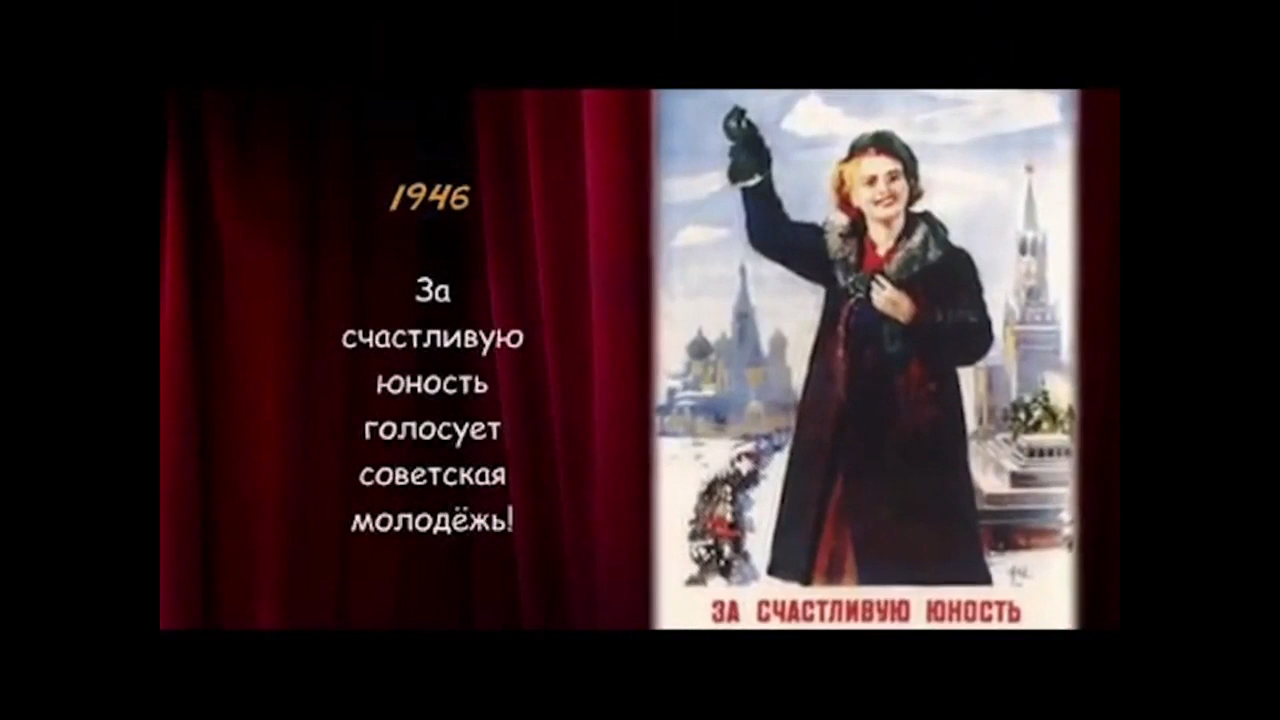 1946
За
счастливую
юность
голосует
советская
молодёжь!
ЗА СЧАСТЛИВУЮ ЮНОСТЬ